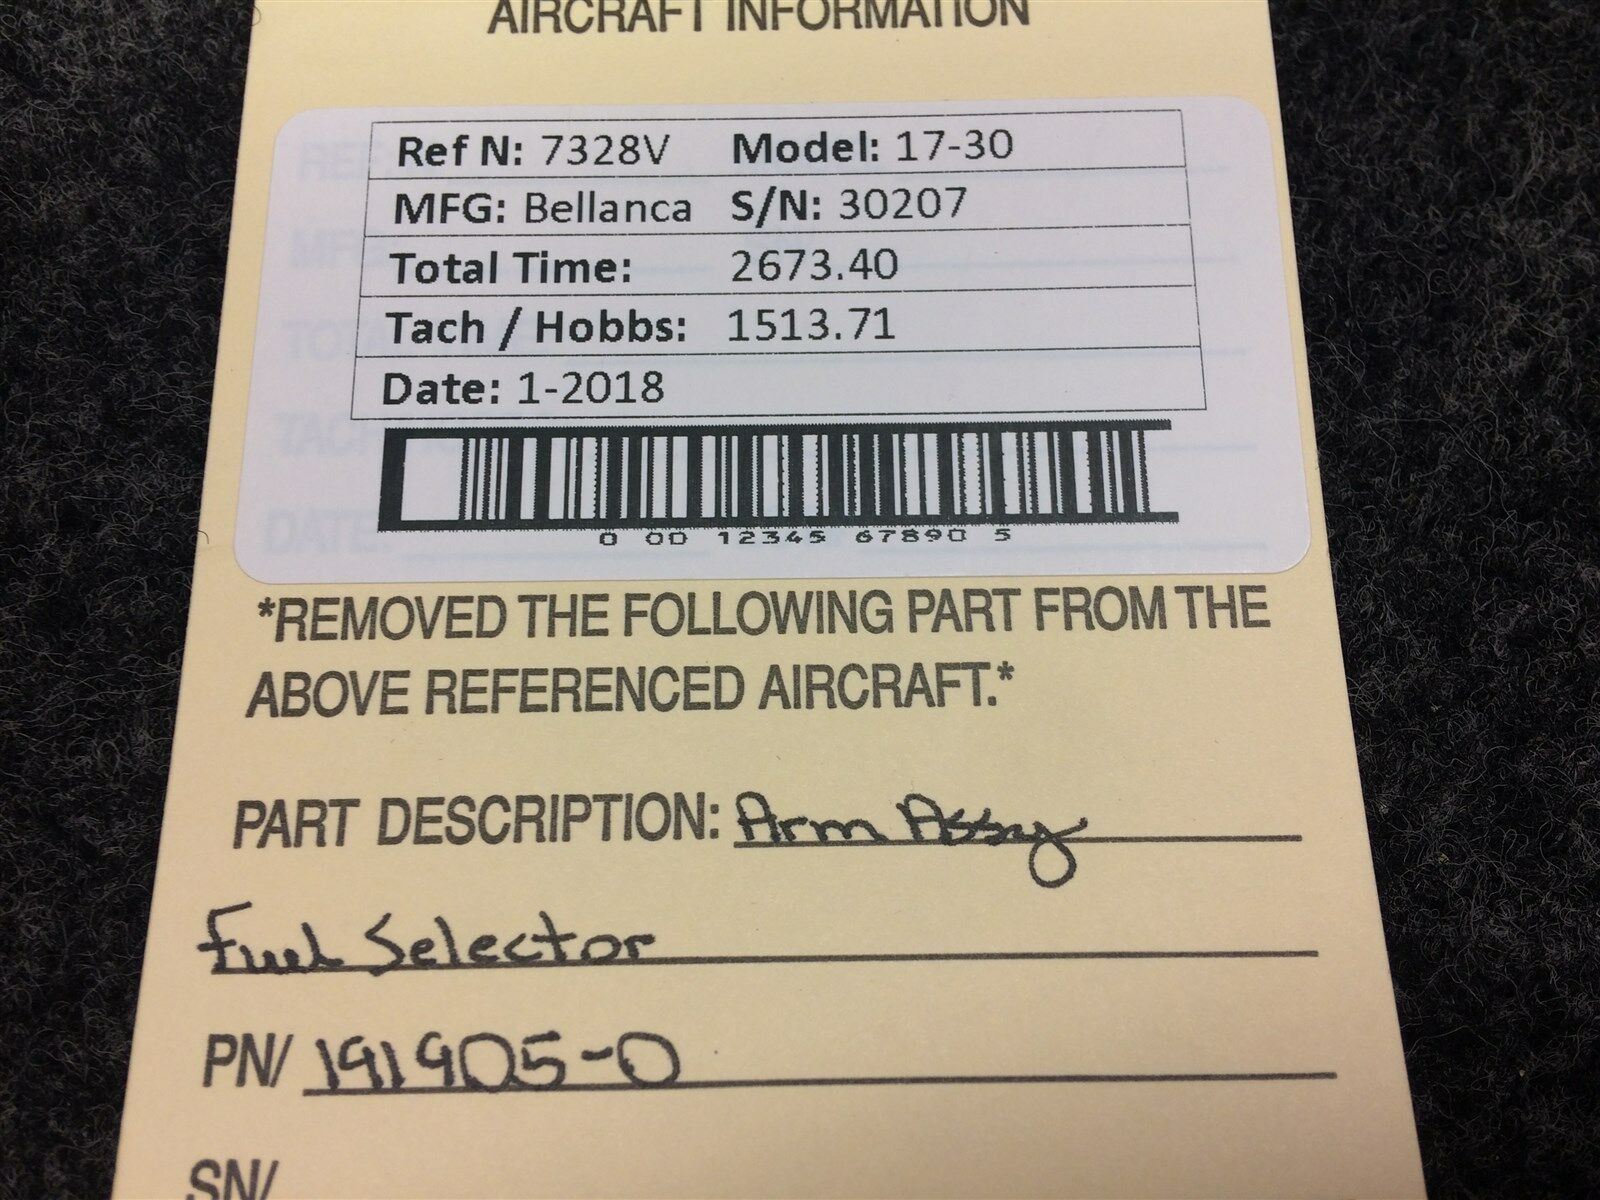 AIRCRAFT INFORMATION
Ref N: 7328V Model: 17-30
MFG: Bellanca S/N: 30207
Total Time: 2673.40
Tach / Hobbs: 1513.71
Date: 1-2018
0 00 12345 67890 5
*REMOVED THE FOLLOWING PART FROM THE
ABOVE REFERENCED AIRCRAFT.*
PART DESCRIPTION: Arm Assy
Fuel Selector
PN/ 191905-0
SN/